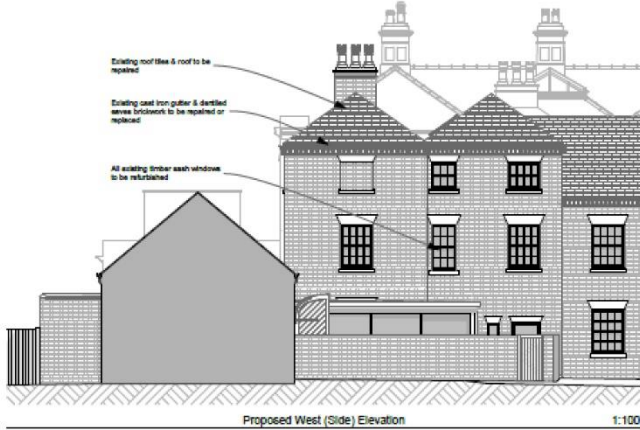 Existing roof tiles & roof to be
repaired
Existing cast iron gutter & dentiled
eaves brickwork to be repaired or
replaced
All existing timber sash windows
to be refurbished
Proposed West (Side) Elevation
1:100